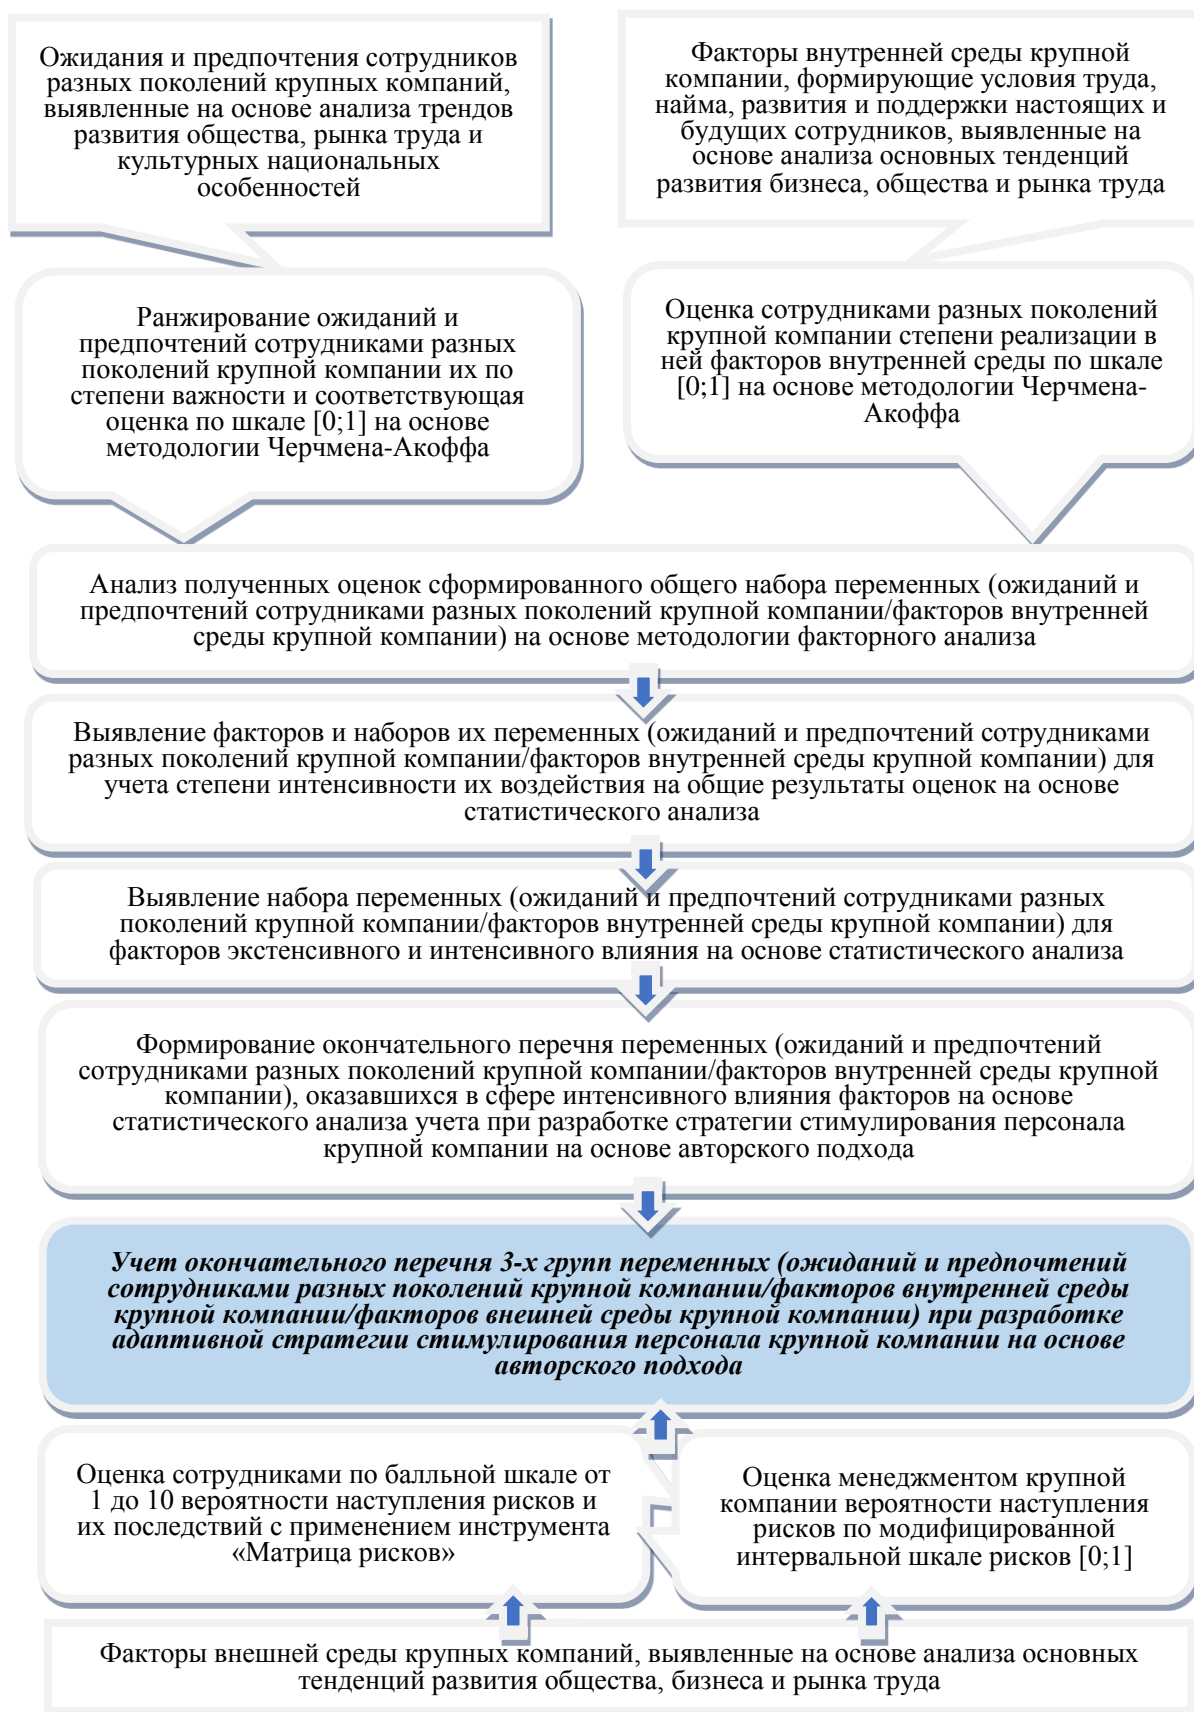 Ожидания и предпочтения сотрудников
разных поколений крупных компаний,
выявленные на основе анализа трендов
развития общества, рынка труда и
культурных национальных
особенностей
Факторы внутренней среды крупной
компании, формирующие условия труда,
найма, развития и поддержки настоящих и
будущих сотрудников, выявленные на
основе анализа основных тенденций
развития бизнеса, общества и рынка труда
Ранжирование ожиданий и
предпочтений сотрудниками разных
поколений крупной компании их по
степени важности и соответствующая
оценка по шкале [0;1] на основе
методологии Черчмена-Акоффа
Оценка сотрудниками разных поколений
крупной компании степени реализации в
ней факторов внутренней среды по шкале
[0;1] на основе методологии Черчмена-
Акоффа
Анализ полученных оценок сформированного общего набора переменных (ожиданий и
предпочтений сотрудниками разных поколений крупной компании/факторов внутренней
среды крупной компании) на основе методологии факторного анализа
Выявление факторов и наборов их переменных (ожиданий и предпочтений сотрудниками
разных поколений крупной компании/факторов внутренней среды крупной компании) для
учета степени интенсивности их воздействия на общие результаты оценок на основе
статистического анализа
Выявление набора переменных (ожиданий и предпочтений сотрудниками разных
поколений крупной компании/факторов внутренней среды крупной компании) для
факторов экстенсивного и интенсивного влияния на основе статистического анализа
Формирование окончательного перечня переменных (ожиданий и предпочтений
сотрудниками разных поколений крупной компании/факторов внутренней среды крупной
компании), оказавшихся в сфере интенсивного влияния факторов на основе
статистического анализа учета при разработке стратегии стимулирования персонала
крупной компании на основе авторского подхода
Учет окончательного перечня 3-х групп переменных (ожиданий и предпочтений
сотрудниками разных поколений крупной компании/факторов внутренней среды
крупной компании/факторов внешней среды крупной компании) при разработке
адаптивной стратегии стимулирования персонала крупной компании на основе
авторского подхода
Оценка сотрудниками по балльной шкале от
1 до 10 вероятности наступления рисков и
их последствий с применением инструмента
«Матрица рисков»
Оценка менеджментом крупной
компании вероятности наступления
рисков по модифицированной
интервальной шкале рисков [0;1]
Факторы внешней среды крупных компаний, выявленные на основе анализа основных
тенденций развития общества, бизнеса и рынка труда